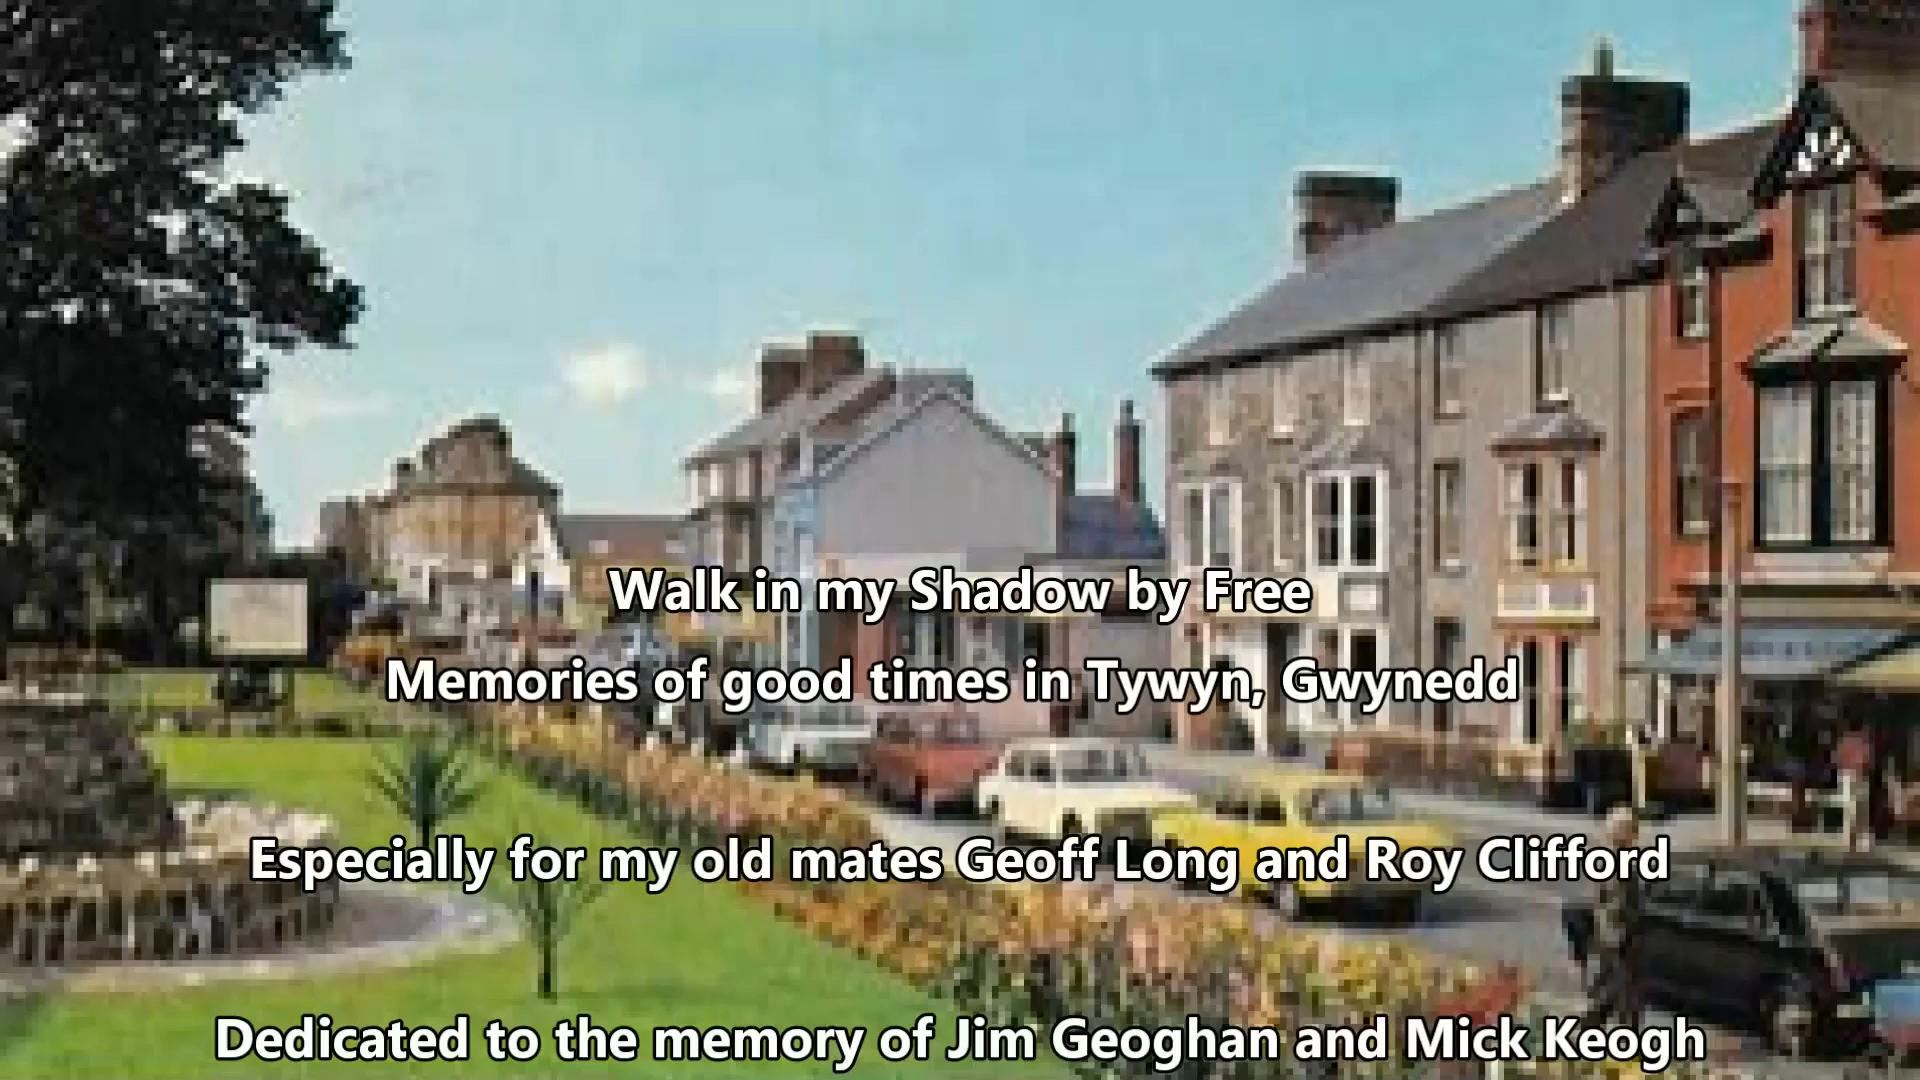 Walk in my Shadow by Free
Memories of good times in Tywyn, Gwynedd
Especially for my old mates Geoff Long and Roy Clifford
Dedicated to the memory of Jim Geoghan and Mick Keogh